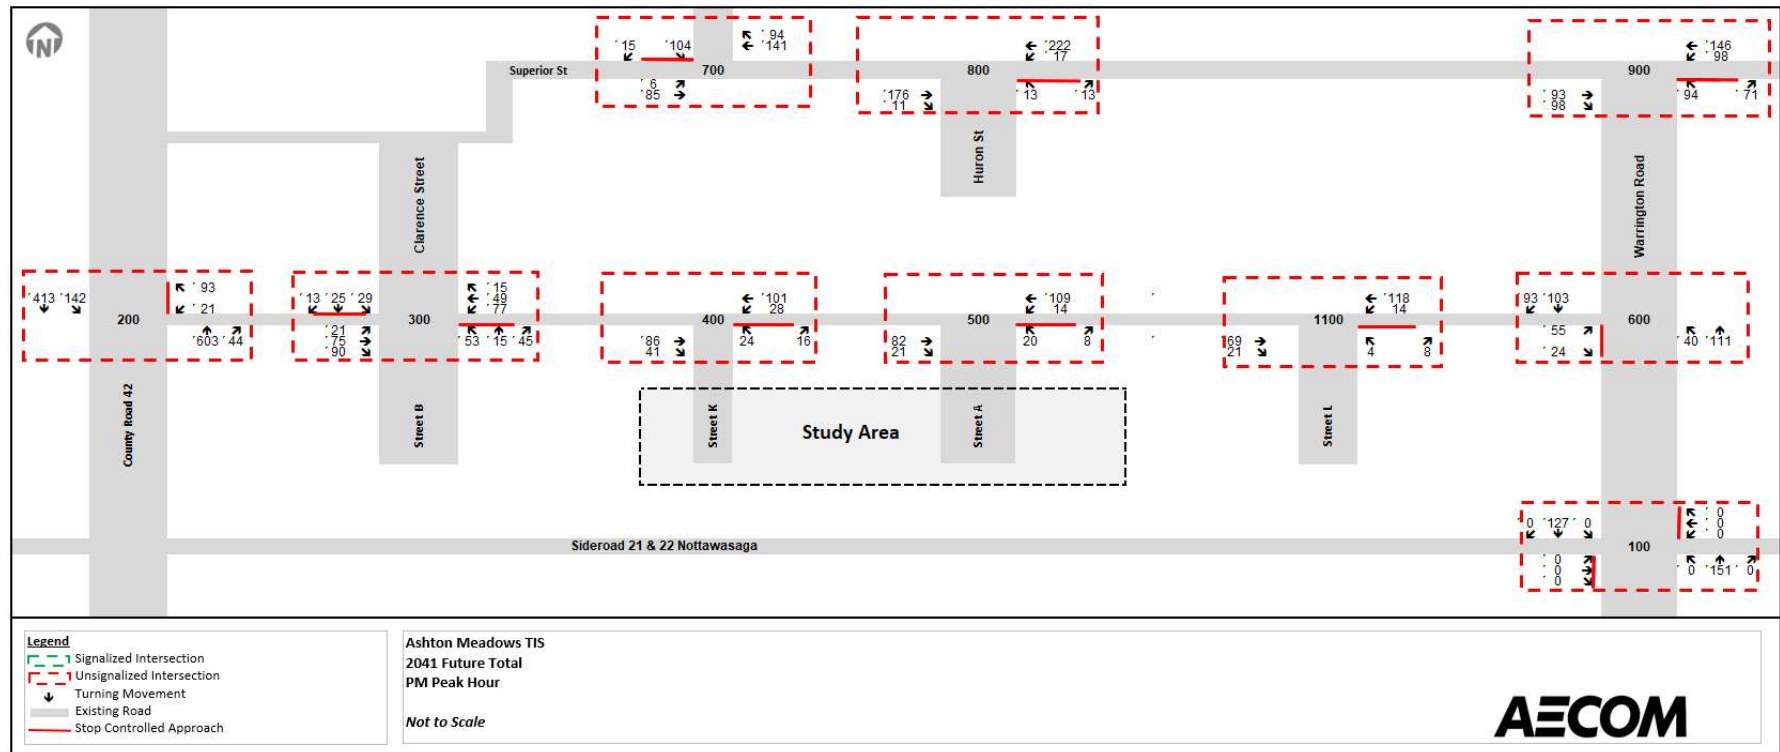 N
15 104
94
141
Superior St
700
6
85
222
17
800
176
11
13 13
146
98
900
93
98
94 71
Clarence Street
Huron St
Warrington Road
413 142
93
21
200
603 44
13 25 29
15
49
77
300
21
75
90
53 15 45
101
28
400
86
41
24 16
109
14
500
82
21
20 8
118
14
1100
69
21
4 8
93 103
55
600
24
40 111
County Road 42
Street B
Street K
Study Area
Street A
Street L
Sideroad 21 & 22 Nottawasaga
0 127 0
0
0
0
100
0
0
0
0 151 0
Legend
Signalized Intersection
Unsignalized Intersection
Turning Movement
Existing Road
Stop Controlled Approach
Ashton Meadows TIS
2041 Future Total
PM Peak Hour
Not to Scale
AECOM